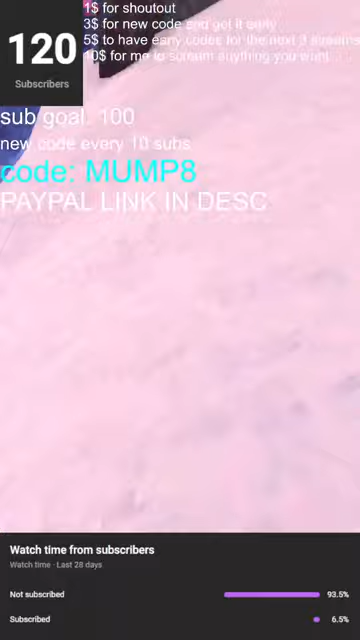 120
Subscribers
1$ for shoutout
3$ for new code and get it early
5$ to have early codes for the next 3 streams
10$ for me to scream anything you want
sub goal: 100
new code every 10 subs
code: MUMP8
PAYPAL LINK IN DESC
Watch time from subscribers
Watch time · Last 28 days
Not subscribed 93.5%
Subscribed 6.5%